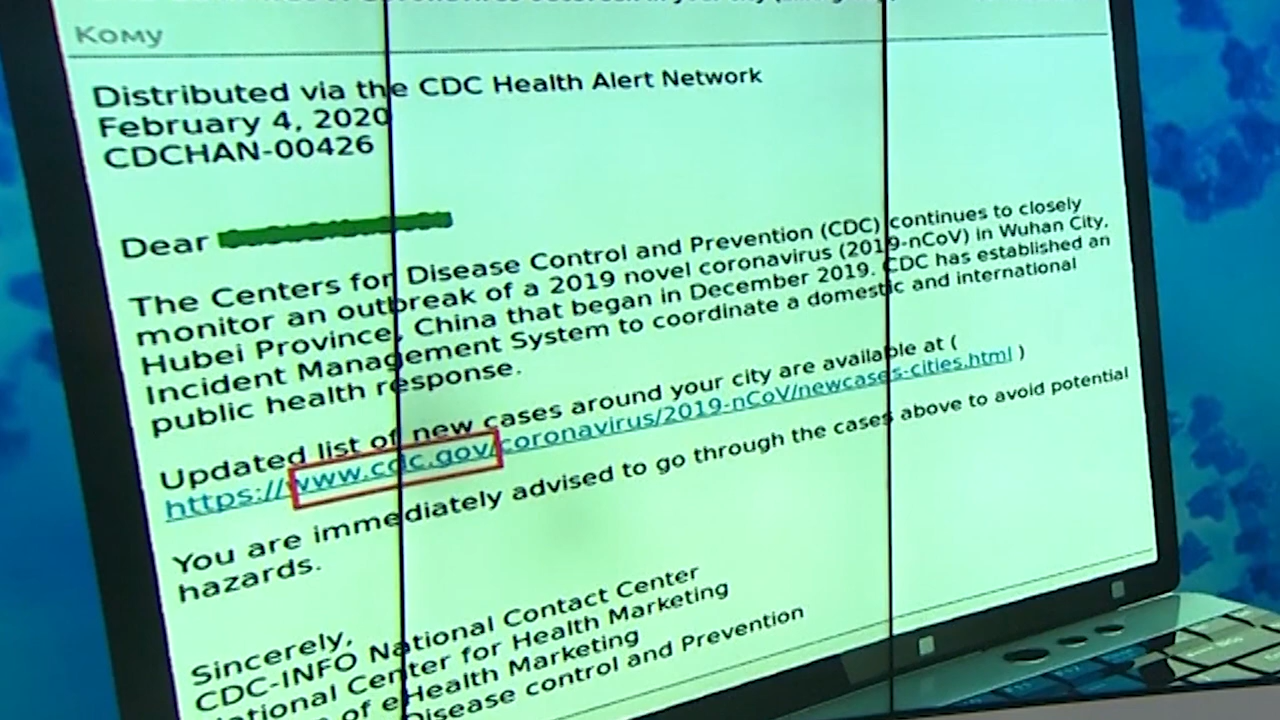 Кому
Distributed via the CDC Health Alert Network
February 4, 2020
CDCHAN-00426
Dear
The Centers for Disease Control and Prevention (CDC) continues to closely
monitor an outbreak of a 2019 novel coronavirus (2019-nCoV) in Wuhan City,
Hubei Province, China that began in December 2019. CDC has established an
Incident Management System to coordinate a domestic and international
public health response.
Updated list of new cases around your city are available at (
https://www.cdc.gov/coronavirus/2019-nCoV/newcases-cities.html )
You are immediately advised to go through the cases above to avoid potential
hazards.
Sincerely,
CDC-INFO National Contact Center
National Center for Health Marketing
of eHealth Marketing
Disease control and Prevention